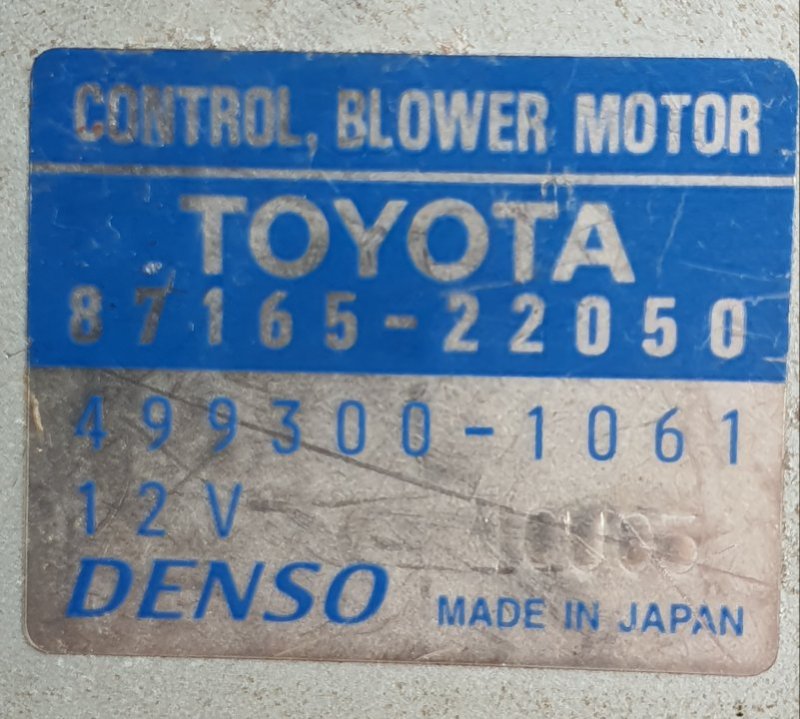 CONTROL, BLOWER MOTOR
TOYOTA
87165-22050
499300-1061
12V
DENSO MADE IN JAPAN